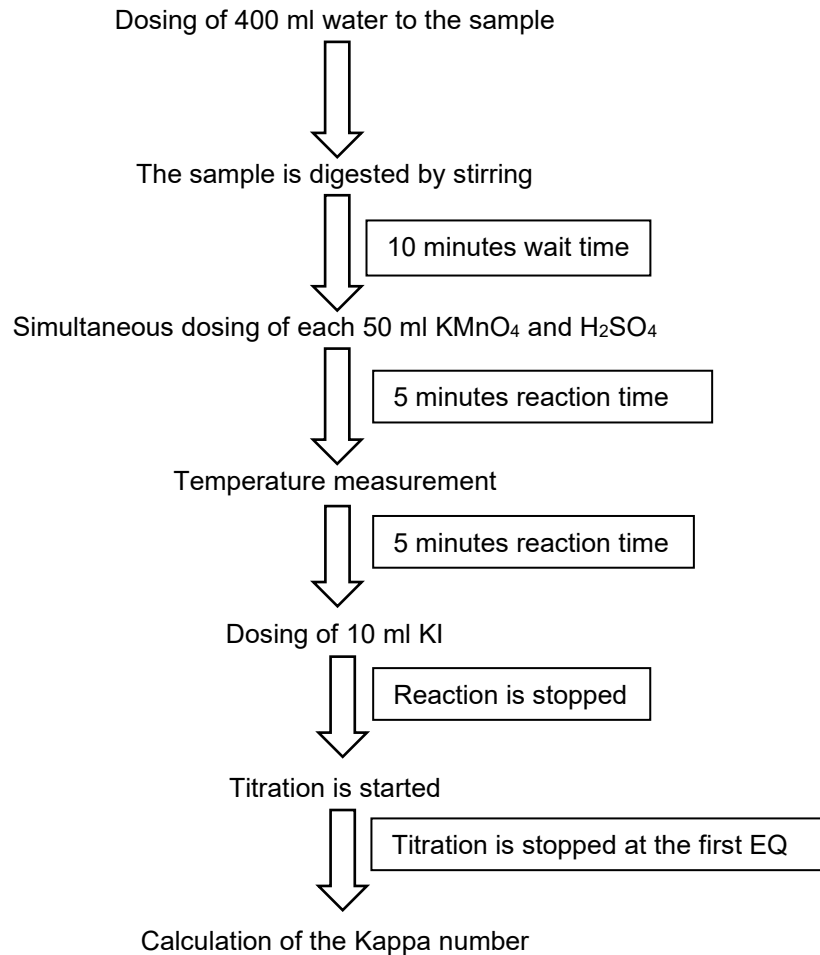 Dosing of 400 ml water to the sample
The sample is digested by stirring
10 minutes wait time
Simultaneous dosing of each 50 ml KMnO₄ and H₂SO₄
5 minutes reaction time
Temperature measurement
5 minutes reaction time
Dosing of 10 ml KI
Reaction is stopped
Titration is started
Titration is stopped at the first EQ
Calculation of the Kappa number